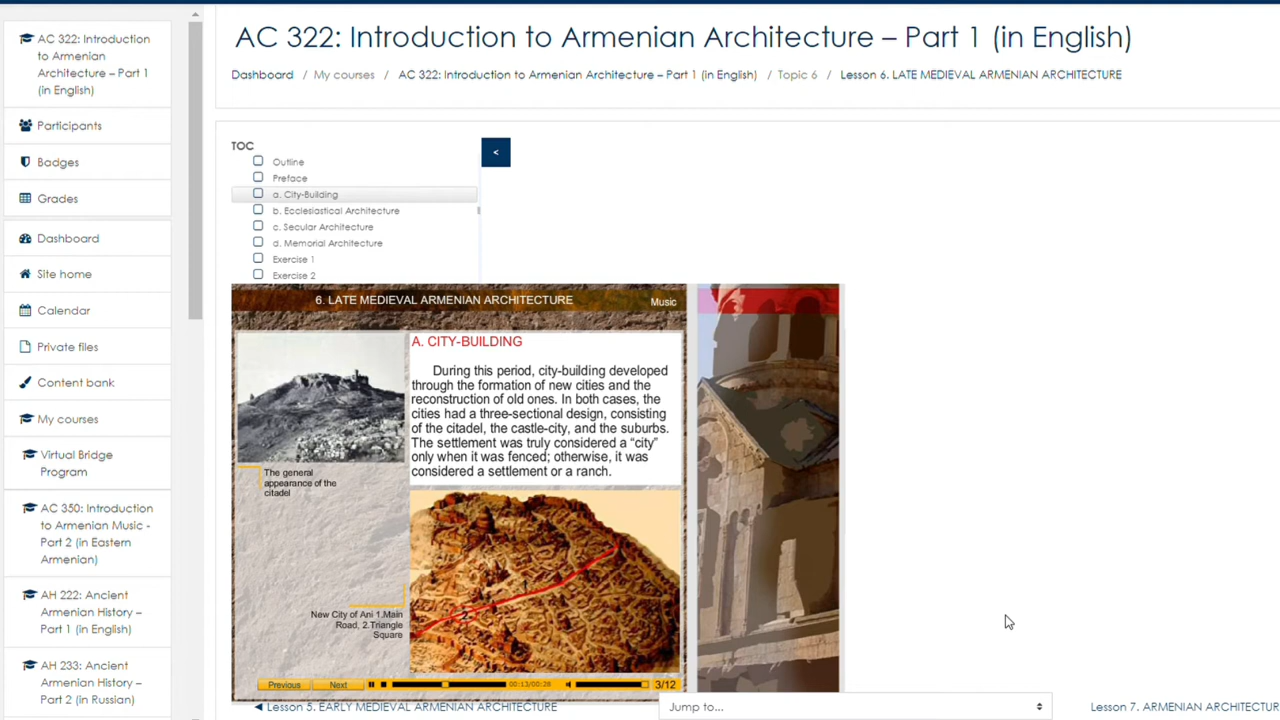 AC 322: Introduction
to Armenian
Architecture – Part 1
(in English)
Participants
Badges
Grades
Dashboard
Site home
Calendar
Private files
Content bank
My courses
Virtual Bridge
Program
AC 350: Introduction
to Armenian Music -
Part 2 (in Eastern
Armenian)
AH 222: Ancient
Armenian History –
Part 1 (in English)
AH 233: Ancient
Armenian History –
Part 2 (in Russian)
AC 322: Introduction to Armenian Architecture – Part 1 (in English)
Dashboard / My courses / AC 322: Introduction to Armenian Architecture – Part 1 (in English) / Topic 6 / Lesson 6. LATE MEDIEVAL ARMENIAN ARCHITECTURE
TOC
<
Outline
Preface
a. City-Building
b. Ecclesiastical Architecture
c. Secular Architecture
d. Memorial Architecture
Exercise 1
Exercise 2
6. LATE MEDIEVAL ARMENIAN ARCHITECTURE
Music
A. CITY-BUILDING
During this period, city-building developed
through the formation of new cities and the
reconstruction of old ones. In both cases, the
cities had a three-sectional design, consisting
of the citadel, the castle-city, and the suburbs.
The settlement was truly considered a “city”
only when it was fenced; otherwise, it was
considered a settlement or a ranch.
The general
appearance of the
citadel
1
2
New City of Ani 1.Main
Road, 2.Triangle
Square
Previous
Next
00:13/00:28
3/12
◄ Lesson 5. EARLY MEDIEVAL ARMENIAN ARCHITECTURE
Jump to...
Lesson 7. ARMENIAN ARCHITECTUR